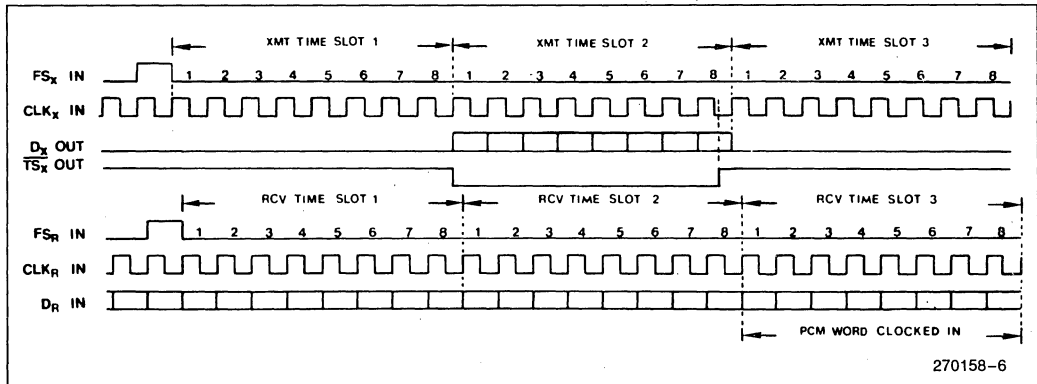 XMT TIME SLOT 1 XMT TIME SLOT 2 XMT TIME SLOT 3
FSX IN 1 2 3 4 5 6 7 8 1 2 3 4 5 6 7 8 1 2 3 4 5 6 7 8
CLKX IN
DX OUT
TSX OUT
RCV TIME SLOT 1 RCV TIME SLOT 2 RCV TIME SLOT 3
FSR IN 1 2 3 4 5 6 7 8 1 2 3 4 5 6 7 8 1 2 3 4 5 6 7 8
CLKR IN
DR IN
PCM WORD CLOCKED IN
270158-6